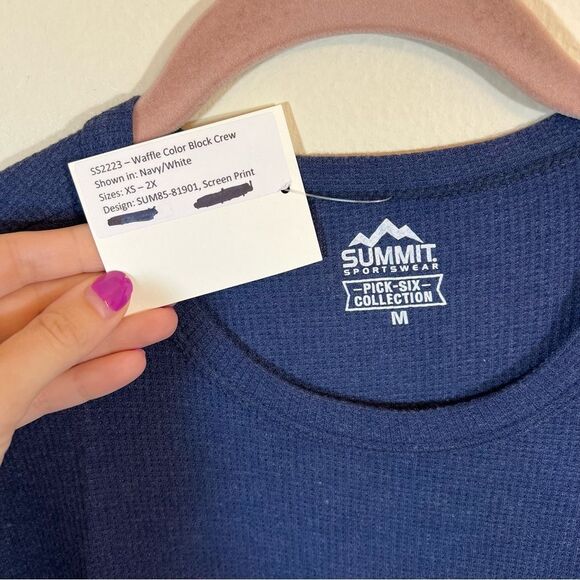 SS2223 – Waffle Color Block Crew
Shown in: Navy/White
Sizes: XS – 2X
Design: SUM85-81901, Screen Print
SUMMIT.
SPORTSWEAR
PICK-SIX
COLLECTION
M